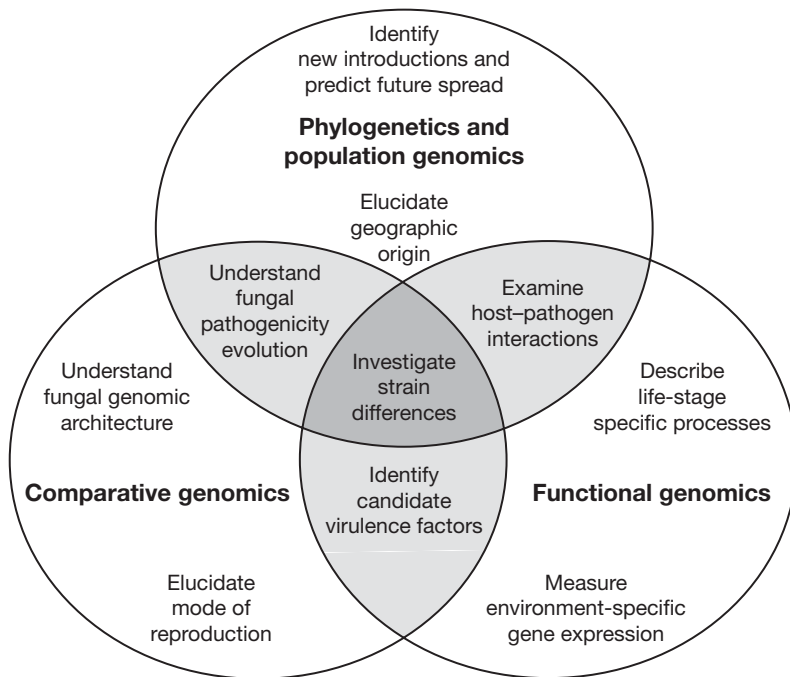 Identify
new introductions and
predict future spread
Phylogenetics and
population genomics
Elucidate
geographic
origin
Understand
fungal
pathogenicity
evolution
Examine
host–pathogen
interactions
Investigate
strain
differences
Understand
fungal genomic
architecture
Describe
life-stage
specific processes
Comparative genomics
Identify
candidate
virulence factors
Functional genomics
Elucidate
mode of
reproduction
Measure
environment-specific
gene expression